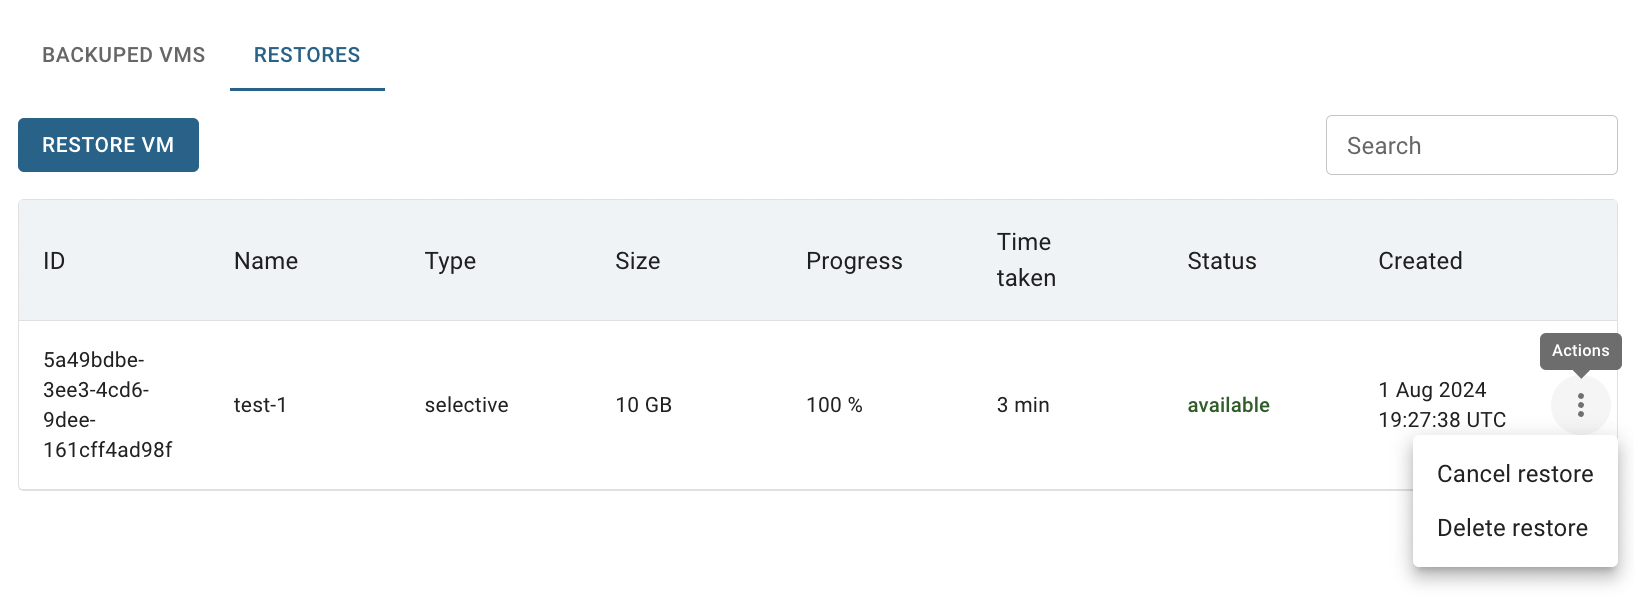 BACKUPED VMS
RESTORES
RESTORE VM
Search
ID
Name
Type
Size
Progress
Time
taken
Status
Created
5a49bdbe-
3ee3-4cd6-
9dee-
161cff4ad98f
test-1
selective
10 GB
100 %
3 min
available
1 Aug 2024
19:27:38 UTC
Actions
Cancel restore
Delete restore